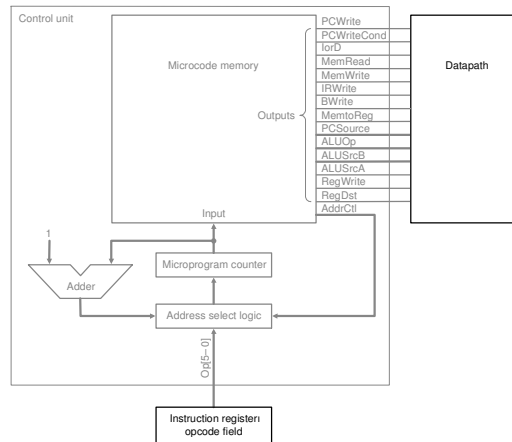 Control unit
Microcode memory
Outputs
Input
PCWrite
PCWriteCond
IorD
MemRead
MemWrite
IRWrite
BWrite
MemtoReg
PCSource
ALUOp
ALUSrcB
ALUSrcA
RegWrite
RegDst
AddrCtl
Datapath
1
Microprogram counter
Adder
Address select logic
Op[5–0]
Instruction register
opcode field